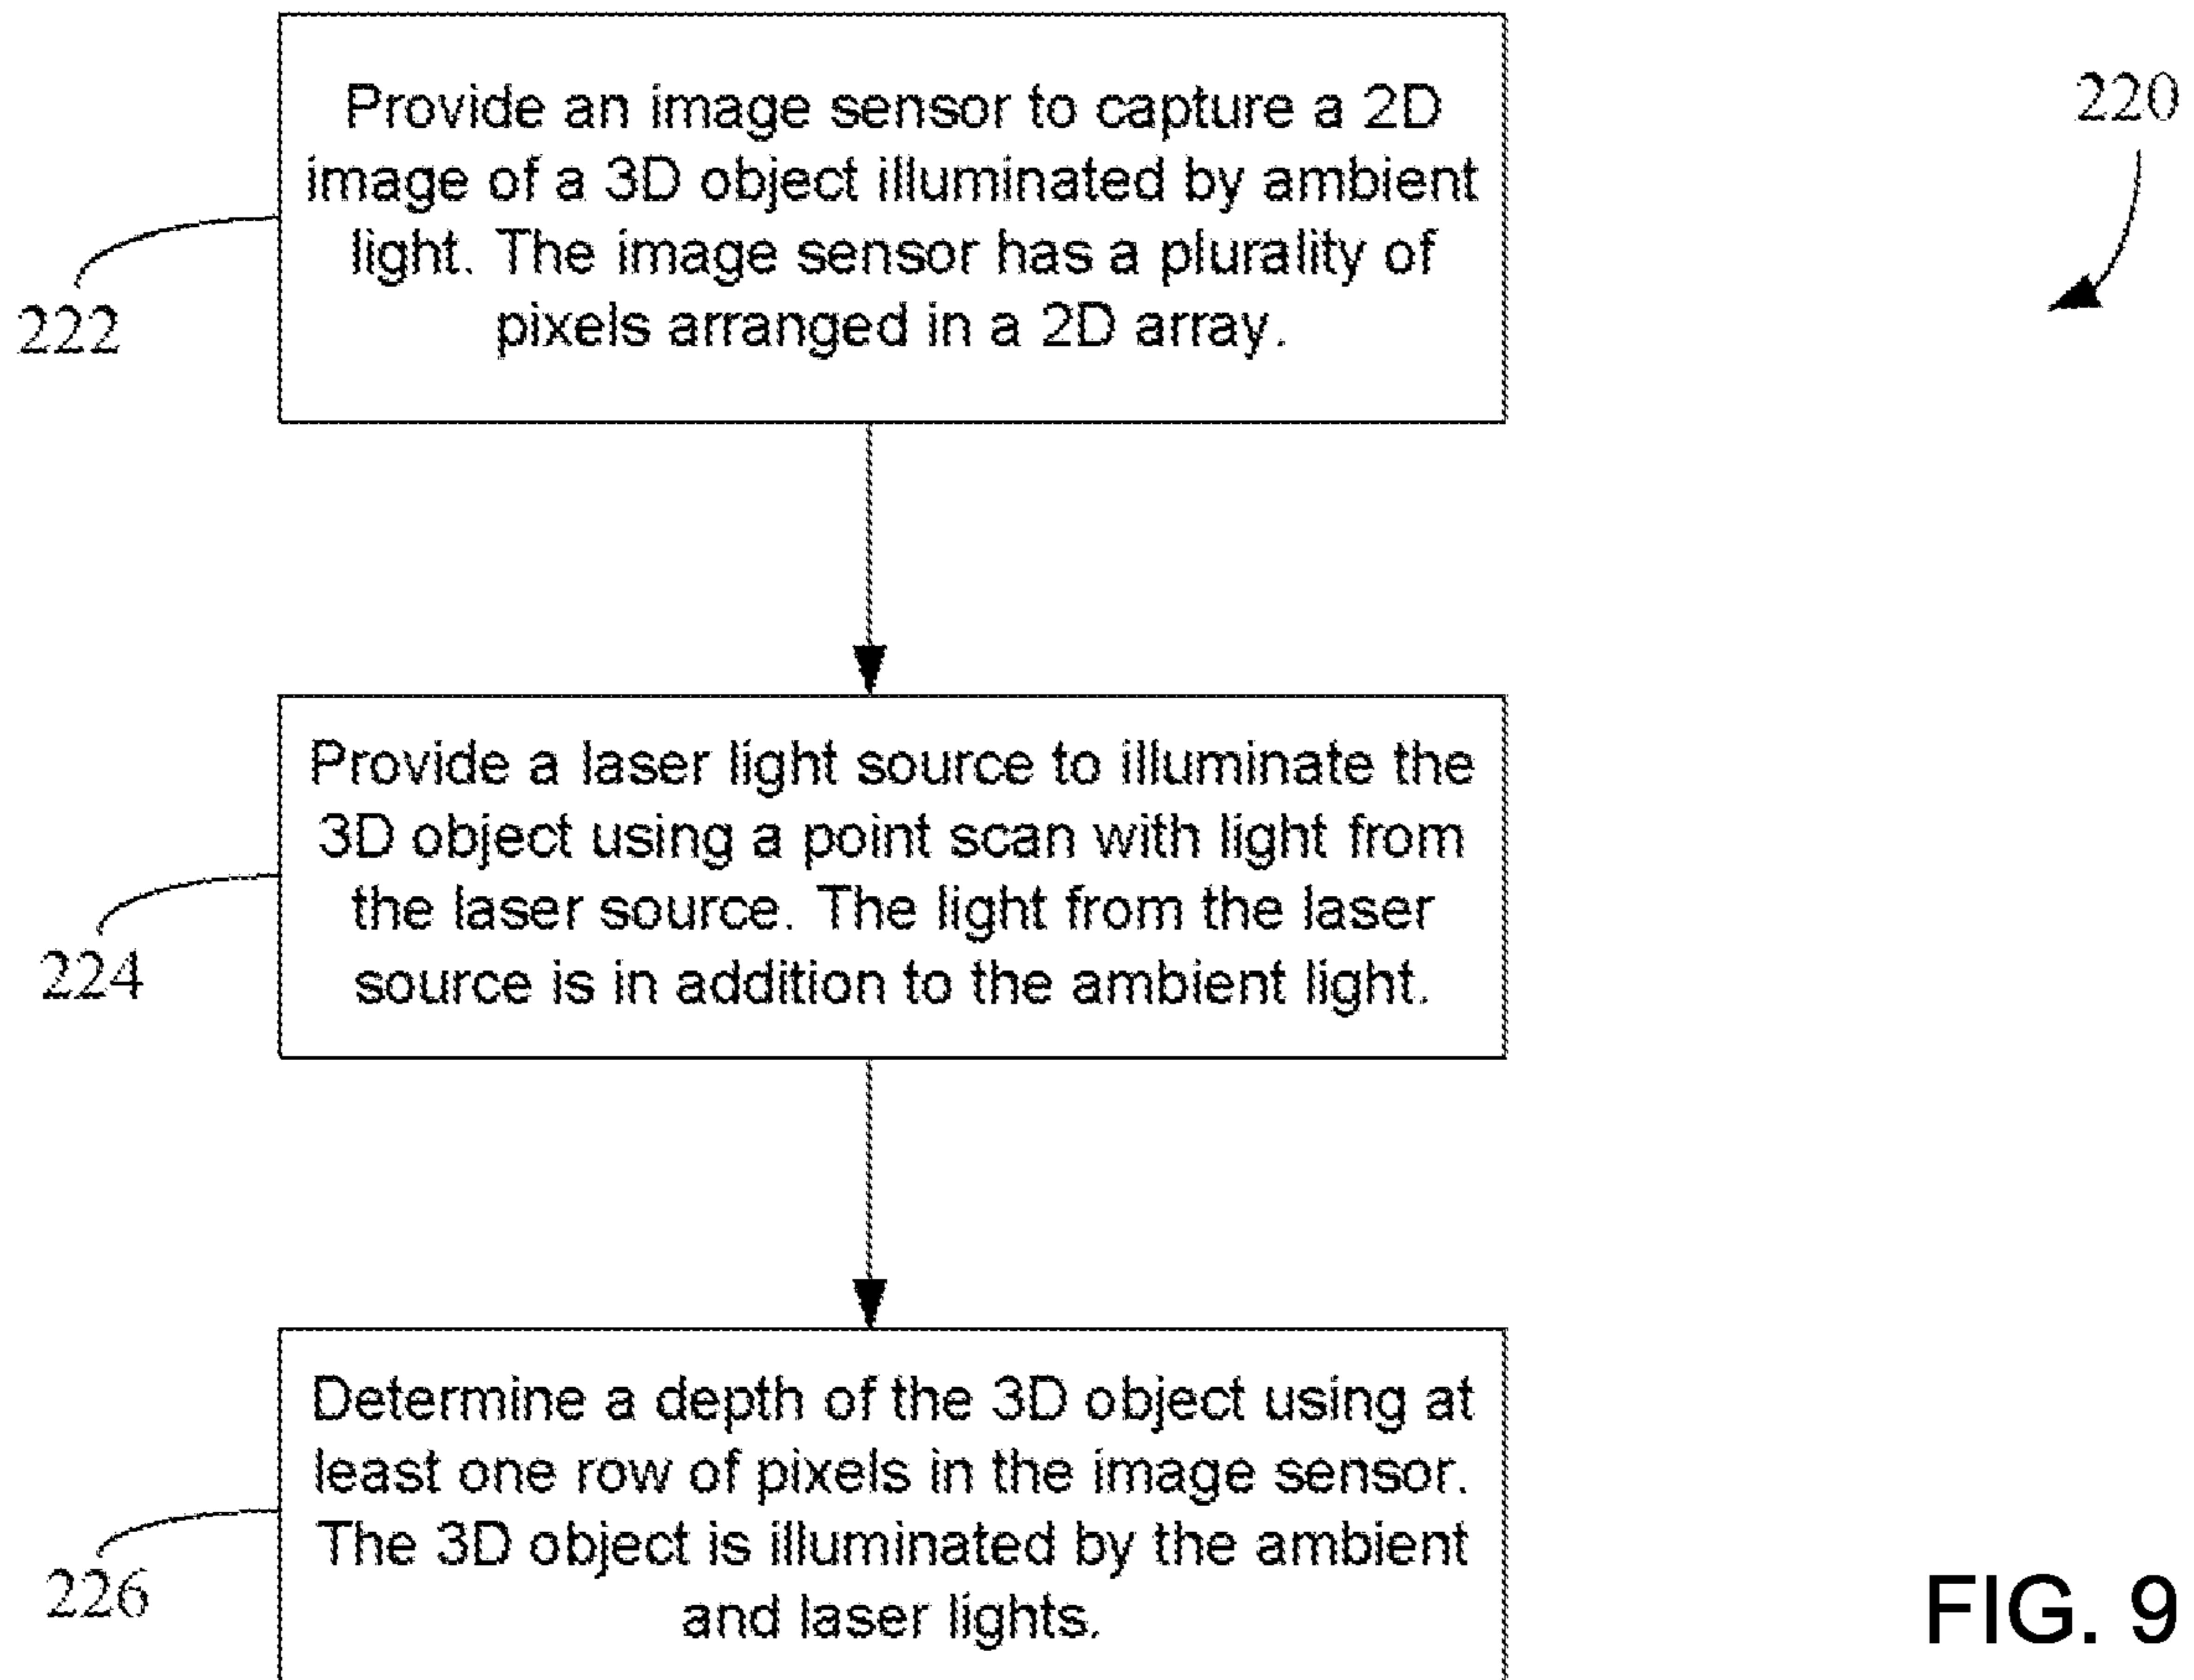 Provide an image sensor to capture a 2D
image of a 3D object illuminated by ambient
light. The image sensor has a plurality of
pixels arranged in a 2D array.
220
222
Provide a laser light source to illuminate the
3D object using a point scan with light from
the laser source. The light from the laser
source is in addition to the ambient light.
224
Determine a depth of the 3D object using at
least one row of pixels in the image sensor.
The 3D object is illuminated by the ambient
and laser lights.
226
FIG. 9